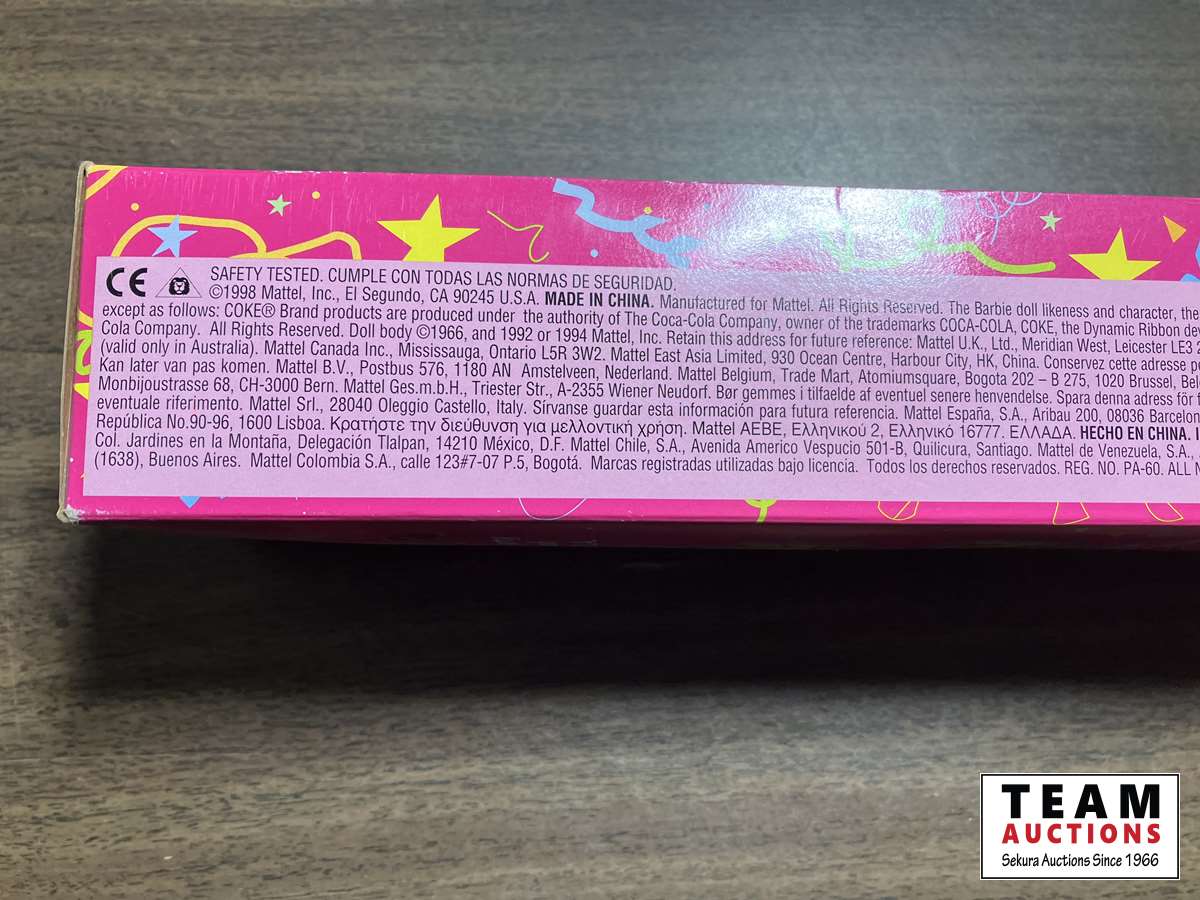 CE SAFETY TESTED. CUMPLE CON TODAS LAS NORMAS DE SEGURIDAD.
©1998 Mattel, Inc., El Segundo, CA 90245 U.S.A. MADE IN CHINA. Manufactured for Mattel. All Rights Reserved. The Barbie doll likeness and character, the
except as follows: COKE® Brand products are produced under the authority of The Coca-Cola Company, owner of the trademarks COCA-COLA, COKE, the Dynamic Ribbon de
Cola Company. All Rights Reserved. Doll body ©1966, and 1992 or 1994 Mattel, Inc. Retain this address for future reference: Mattel U.K., Ltd., Meridian West, Leicester LE3 2
(valid only in Australia). Mattel Canada Inc., Mississauga, Ontario L5R 3W2. Mattel East Asia Limited, 930 Ocean Centre, Harbour City, HK, China. Conservez cette adresse p
Kan later van pas komen. Mattel B.V., Postbus 576, 1180 AN Amstelveen, Nederland. Mattel Belgium, Trade Mart, Atomiumsquare, Bogota 202 – B 275, 1020 Brussel, Bel
Monbijoustrasse 68, CH-3000 Bern. Mattel Ges.m.b.H., Triester Str., A-2355 Wiener Neudorf. Bør gemmes i tilfaelde af eventuel senere henvendelse. Spara denna adress för f
eventuale riferimento. Mattel Srl., 28040 Oleggio Castello, Italy. Sírvanse guardar esta información para futura referencia. Mattel España, S.A., Aribau 200, 08036 Barcelon
República No.90-96, 1600 Lisboa. Κρατήστε την διεύθυνση για μελλοντική χρήση. Mattel AEBE, Ελληνικού 2, Ελληνικό 16777. ΕΛΛΑΔΑ. HECHO EN CHINA.
Col. Jardines en la Montaña, Delegación Tlalpan, 14210 México, D.F. Mattel Chile, S.A., Avenida Americo Vespucio 501-B, Quilicura, Santiago. Mattel de Venezuela, S.A.,
(1638), Buenos Aires. Mattel Colombia S.A., calle 123#7-07 P.5, Bogotá. Marcas registradas utilizadas bajo licencia. Todos los derechos reservados. REG. NO. PA-60. ALL N
TEAM
AUCTIONS
Sekura Auctions Since 1966